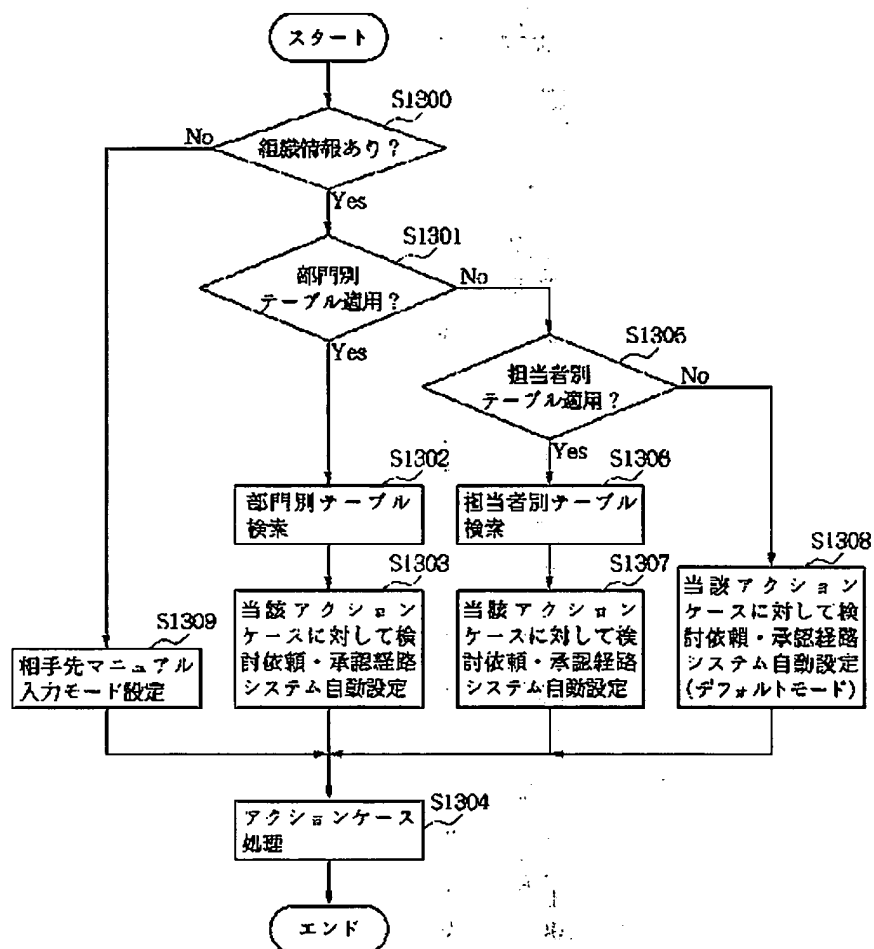 スタート
S1300
No
組織情報あり？
Yes
S1301
部門別
テーブル適用？
No
Yes
S1305
担当者別
テーブル適用？
No
Yes
S1302
部門別テーブル
検索
S1306
担当者別テーブル
検索
S1303
当該アクション
ケースに対して検
討依頼・承認経路
システム自動設定
S1307
当該アクション
ケースに対して検
討依頼・承認経路
システム自動設定
S1308
当該アクション
ケースに対して検
討依頼・承認経路
システム自動設定
(デフォルトモード)
S1309
相手先マニュアル
入力モード設定
S1304
アクションケース
処理
エンド